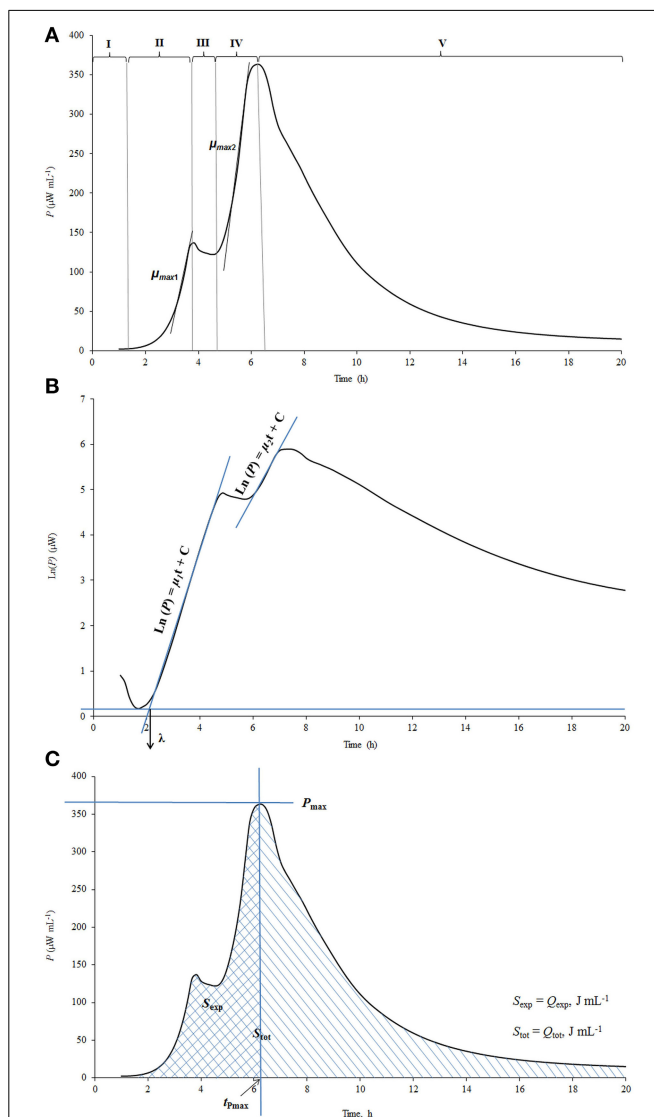 A
I II III IV V
400
350
300
250
200
150
100
50
0
P (µW mL-1)
μmax2
μmax1
0 2 4 6 8 10 12 14 16 18 20
Time (h)
B
7
6
5
4
3
2
1
0
Ln(P) (µW)
Ln (P) = μ1t + C
Ln (P) = μ2t + C
0 2 4 6 8 10 12 14 16 18 20
λ
Time (h)
C
400
350
300
250
200
150
100
50
0
P (µW mL-1)
Pmax
Sexp
Stot
Sexp = Qexp, J mL-1
Stot = Qtot, J mL-1
0 2 4 6 8 10 12 14 16 18 20
tPmax
Time, h